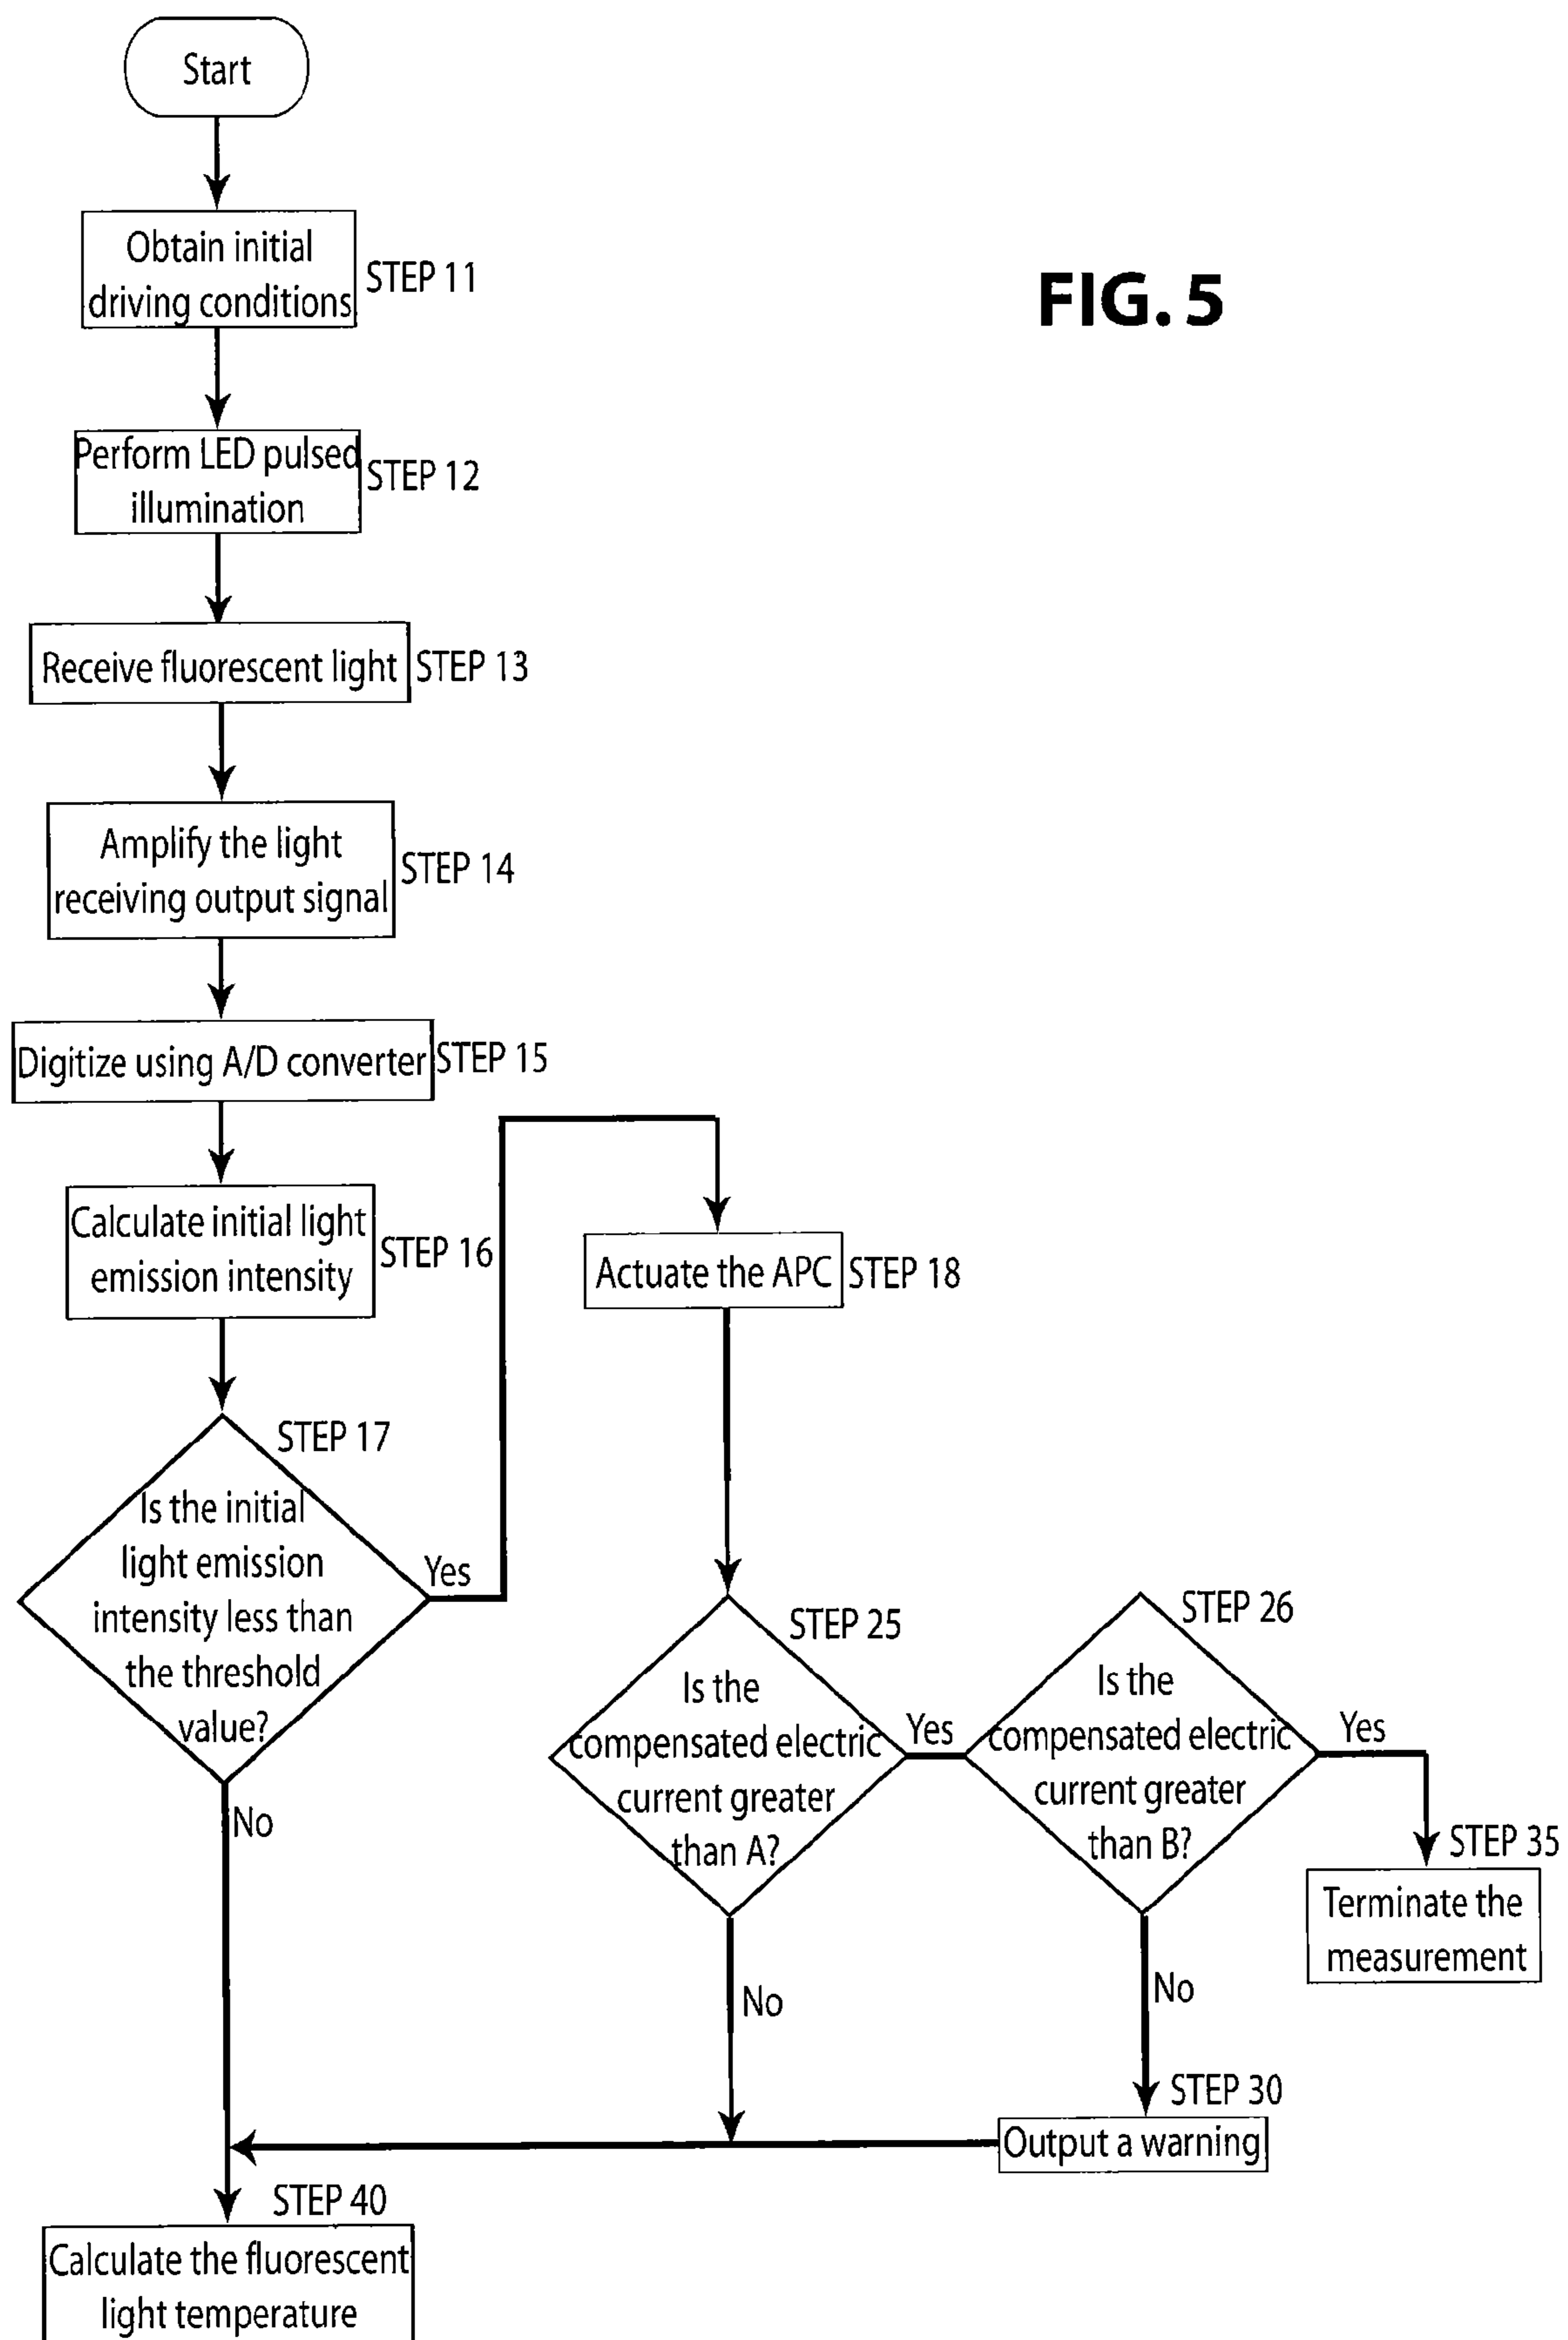 Start
FIG. 5
Obtain initial
driving conditions
STEP 11
Perform LED pulsed
illumination
STEP 12
Receive fluorescent light
STEP 13
Amplify the light
receiving output signal
STEP 14
Digitize using A/D converter
STEP 15
Calculate initial light
emission intensity
STEP 16
STEP 17
Is the initial
light emission
intensity less than
the threshold
value?
Yes
No
Actuate the APC
STEP 18
STEP 25
Is the
compensated electric
current greater
than A?
Yes
No
STEP 26
Is the
compensated electric
current greater
than B?
Yes
No
STEP 35
Terminate the
measurement
STEP 30
Output a warning
STEP 40
Calculate the fluorescent
light temperature